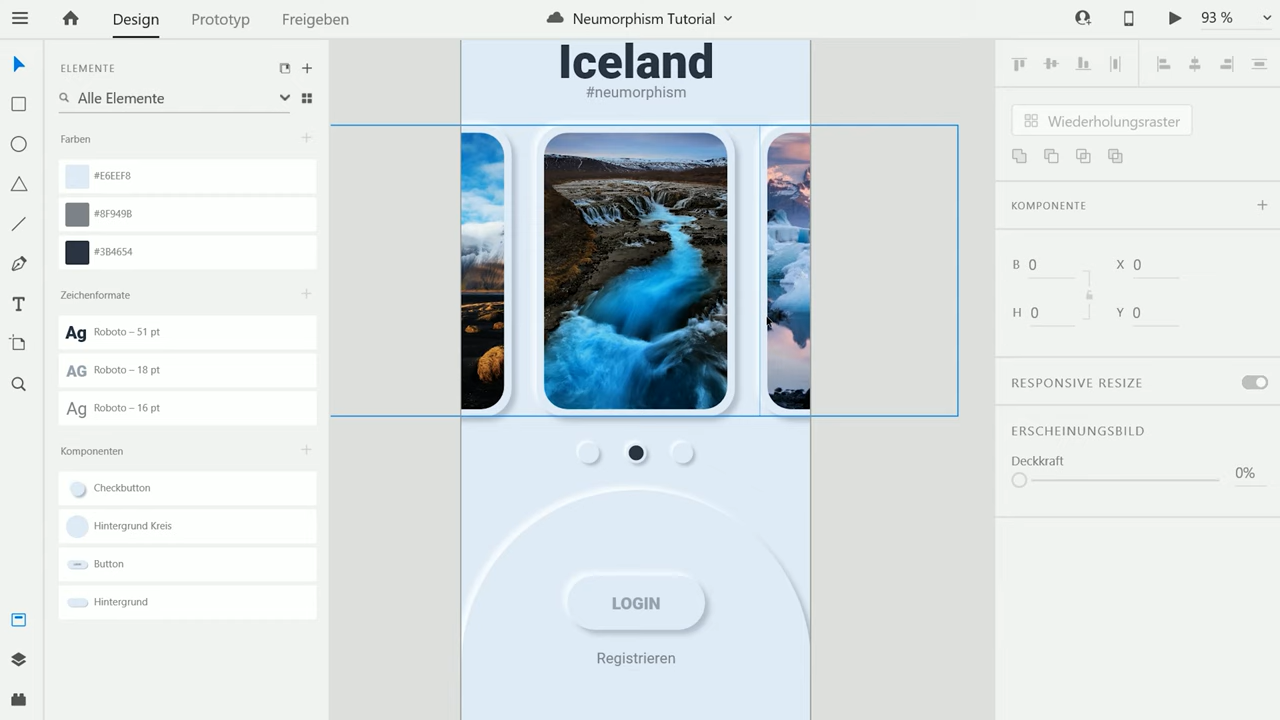 Design Prototyp Freigeben Neumorphism Tutorial 93 %
ELEMENTE
Alle Elemente
Farben
#E6EEF8
#8F949B
#3B4654
Zeichenformate
Ag Roboto – 51 pt
AG Roboto – 18 pt
Ag Roboto – 16 pt
Komponenten
Checkbutton
Hintergrund Kreis
Button
Hintergrund
Iceland
#neumorphism
LOGIN
Registrieren
Wiederholungsraster
KOMPONENTE
B 0 X 0
H 0 Y 0
RESPONSIVE RESIZE
ERSCHEINUNGSBILD
Deckkraft
0%